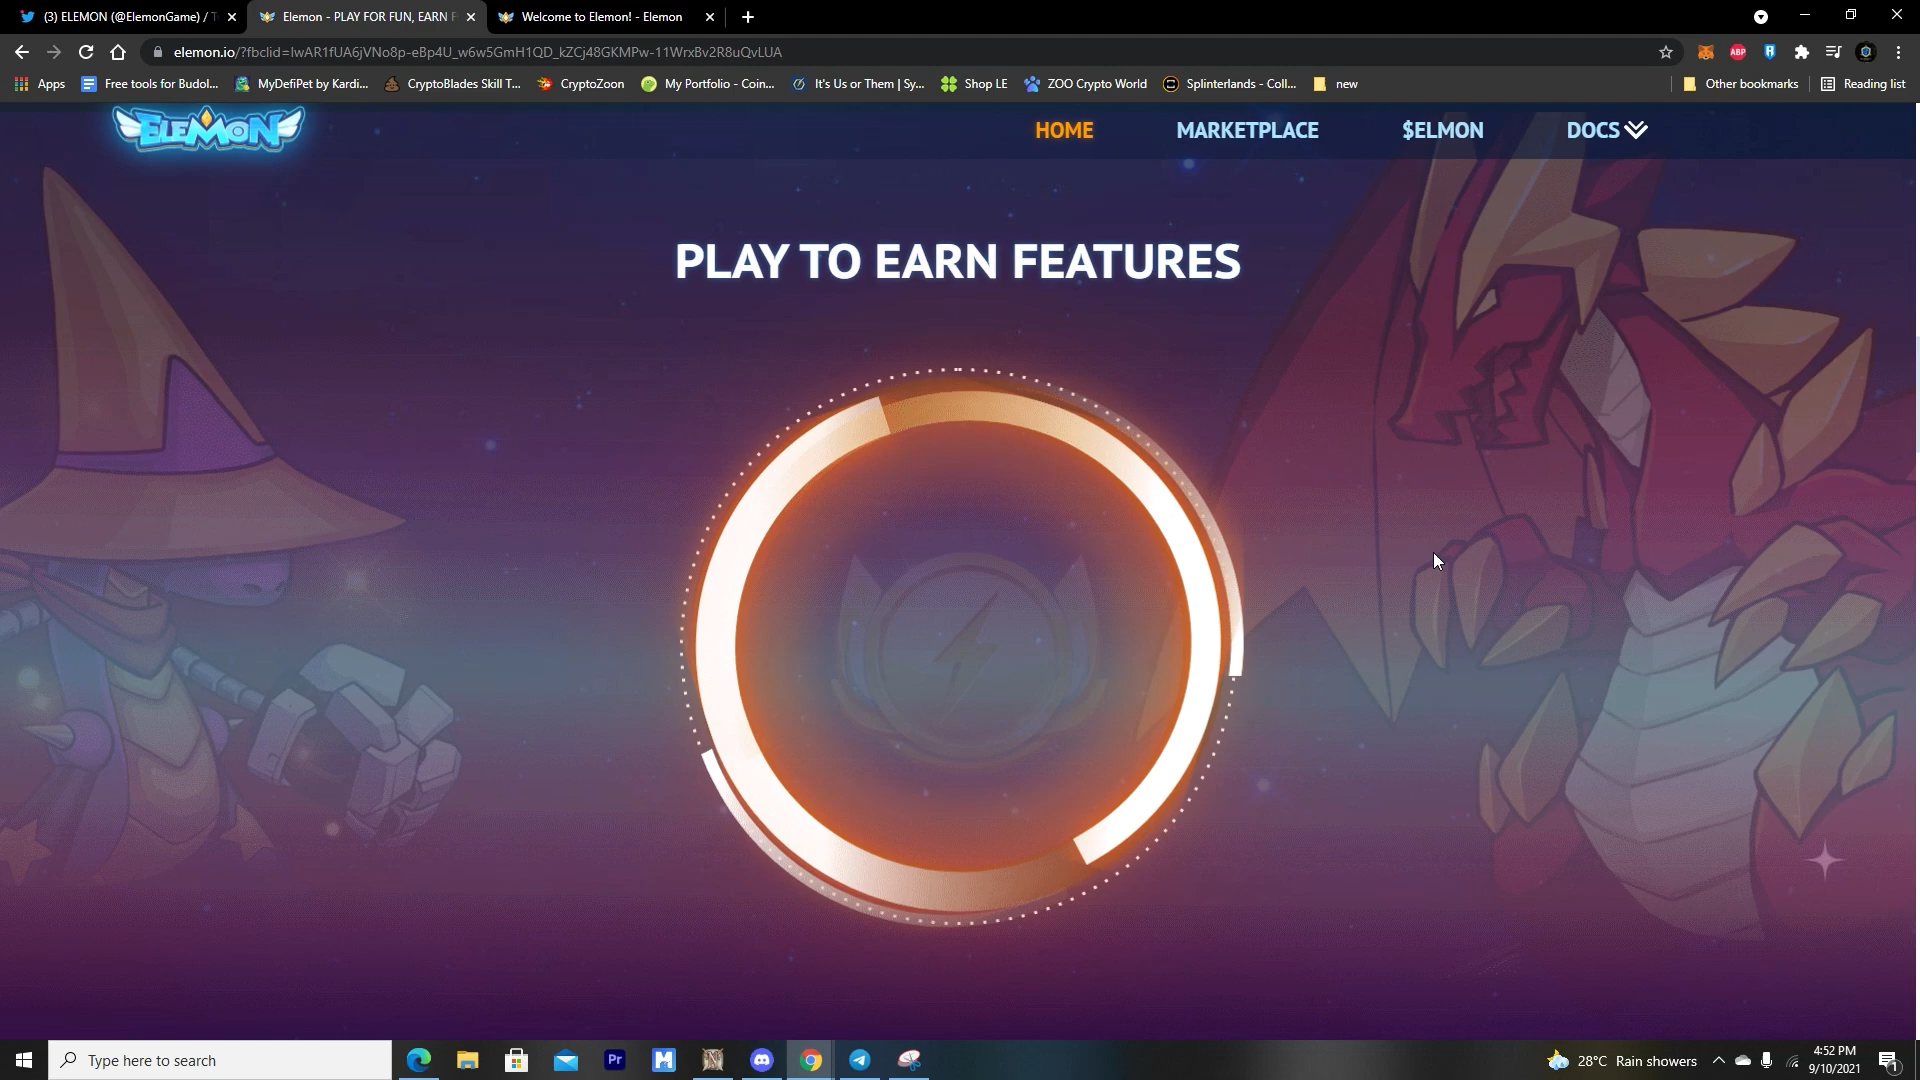 (3) ELEMON (@ElemonGame) / T
Elemon - PLAY FOR FUN, EARN F
Welcome to Elemon! - Elemon
elemon.io/?fbclid=IwAR1fUA6jVNo8p-eBp4U_w6w5GmH1QD_kZCj48GKMPw-11WrxBv2R8uQvLUA
ABP
Apps
Free tools for Budol...
MyDefiPet by Kardi...
CryptoBlades Skill T...
CryptoZoon
My Portfolio - Coin...
It's Us or Them | Sy...
Shop LE
ZOO Crypto World
Splinterlands - Coll...
new
Other bookmarks
Reading list
ELEMON
HOME
MARKETPLACE
$ELMON
DOCS
PLAY TO EARN FEATURES
Type here to search
Pr
28°C Rain showers
4:52 PM
9/10/2021
1